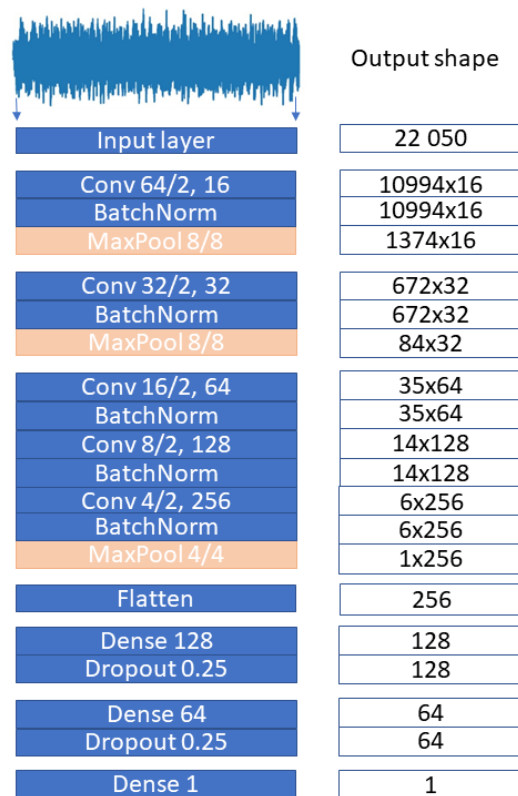 Output shape
Input layer 22 050
Conv 64/2, 16 10994x16
BatchNorm 10994x16
MaxPool 8/8 1374x16
Conv 32/2, 32 672x32
BatchNorm 672x32
MaxPool 8/8 84x32
Conv 16/2, 64 35x64
BatchNorm 35x64
Conv 8/2, 128 14x128
BatchNorm 14x128
Conv 4/2, 256 6x256
BatchNorm 6x256
MaxPool 4/4 1x256
Flatten 256
Dense 128 128
Dropout 0.25 128
Dense 64 64
Dropout 0.25 64
Dense 1 1